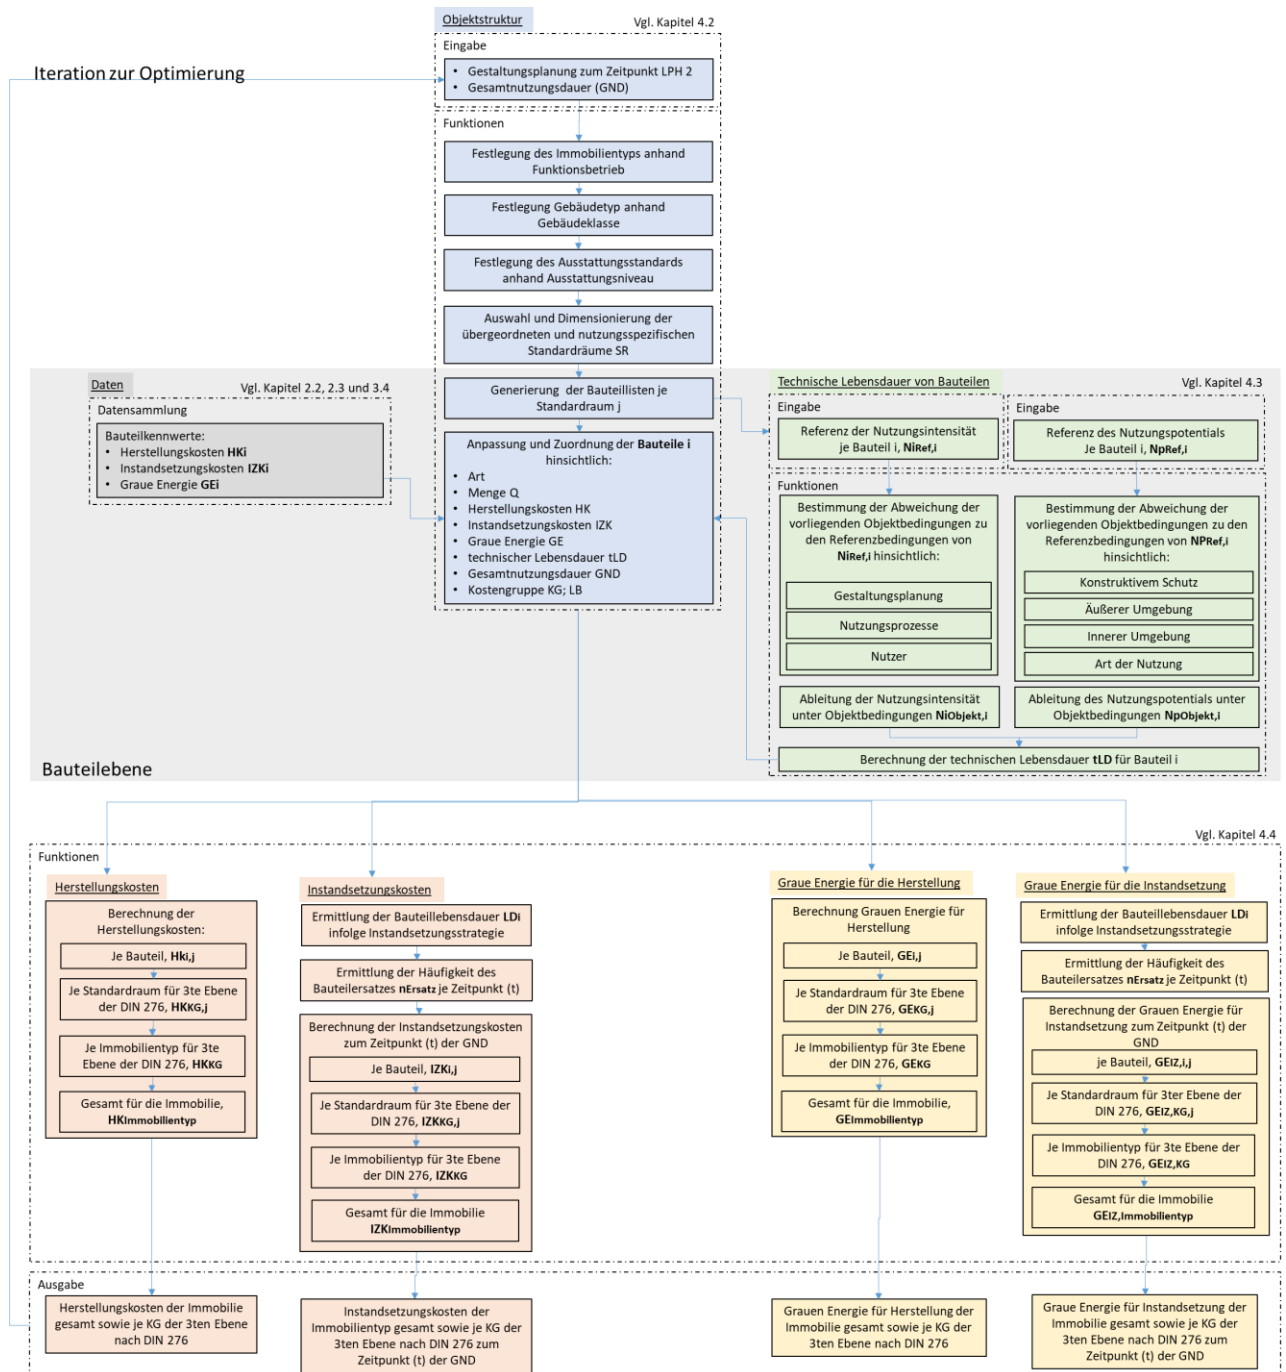 Objektstruktur
Vgl. Kapitel 4.2
Eingabe
Iteration zur Optimierung
• Gestaltungsplanung zum Zeitpunkt LPH 2
• Gesamtnutzungsdauer (GND)
Funktionen
Festlegung des Immobilientyps anhand
Funktionsbetrieb
Festlegung Gebäudetyp anhand
Gebäudeklasse
Festlegung des Ausstattungsstandards
anhand Ausstattungsniveau
Auswahl und Dimensionierung der
übergeordneten und nutzungsspezifischen
Standardräume SR
Generierung der Bauteillisten je
Standardraum j
Anpassung und Zuordnung der Bauteile i
hinsichtlich:
• Art
• Menge Q
• Herstellungskosten HK
• Instandsetzungskosten IZK
• Graue Energie GE
• technischer Lebensdauer tLD
• Gesamtnutzungsdauer GND
• Kostengruppe KG; LB
Daten
Vgl. Kapitel 2.2, 2.3 und 3.4
Datensammlung
Bauteilkennwerte:
• Herstellungskosten HKi
• Instandsetzungskosten IZKi
• Graue Energie GEi
Technische Lebensdauer von Bauteilen
Vgl. Kapitel 4.3
Eingabe
Referenz der Nutzungsintensität
je Bauteil i, NiRef,i
Eingabe
Referenz des Nutzungspotentials
Je Bauteil i, NpRef,i
Funktionen
Bestimmung der Abweichung der
vorliegenden Objektbedingungen zu
den Referenzbedingungen von
NiRef,i hinsichtlich:
Gestaltungsplanung
Nutzungsprozesse
Nutzer
Bestimmung der Abweichung der
vorliegenden Objektbedingungen zu den
Referenzbedingungen von NPRef,i
hinsichtlich:
Konstruktivem Schutz
Äußerer Umgebung
Innerer Umgebung
Art der Nutzung
Ableitung der Nutzungsintensität
unter Objektbedingungen NiObjekt,i
Ableitung des Nutzungspotentials unter
Objektbedingungen NpObjekt,i
Berechnung der technischen Lebensdauer tLD für Bauteil i
Bauteilebene
Vgl. Kapitel 4.4
Funktionen
Herstellungskosten
Berechnung der
Herstellungskosten:
Je Bauteil, Hki,j
Je Standardraum für 3te Ebene
der DIN 276, HKKG,j
Je Immobilientyp für 3te
Ebene der DIN 276, HKKG
Gesamt für die Immobilie,
HKImmobilientyp
Instandsetzungskosten
Ermittlung der Bauteillebensdauer LDi
infolge Instandsetzungsstrategie
Ermittlung der Häufigkeit des
Bauteilersatzes nErsatz je Zeitpunkt (t)
Berechnung der Instandsetzungskosten
zum Zeitpunkt (t) der GND
Je Bauteil, IZKi,j
Je Standardraum für 3te Ebene der
DIN 276, IZKKG,j
Je Immobilientyp für 3te Ebene
der DIN 276, IZKKG
Gesamt für die Immobilie
IZKImmobilientyp
Graue Energie für die Herstellung
Berechnung Grauen Energie für
Herstellung
Je Bauteil, GEi,j
Je Standardraum für 3te Ebene
der DIN 276, GEKG,j
Je Immobilientyp für 3te Ebene
der DIN 276, GEKG
Gesamt für die Immobilie,
GEImmobilientyp
Graue Energie für die Instandsetzung
Ermittlung der Bauteillebensdauer LDi
infolge Instandsetzungsstrategie
Ermittlung der Häufigkeit des
Bauteilersatzes nErsatz je Zeitpunkt (t)
Berechnung der Grauen Energie für
Instandsetzung zum Zeitpunkt (t) der
GND
je Bauteil, GEIZ,i,j
Je Standardraum für 3ter Ebene der
DIN 276, GEIZ,KG,j
Je Immobilientyp für 3te Ebene
der DIN 276, GEIZ,KG
Gesamt für die Immobilie
GEIZ,Immobilientyp
Ausgabe
Herstellungskosten der Immobilie
gesamt sowie je KG der 3ten Ebene
nach DIN 276
Instandsetzungskosten der
Immobilientyp gesamt sowie je KG der
3ten Ebene nach DIN 276 zum
Zeitpunkt (t) der GND
Grauen Energie für Herstellung der
Immobilie gesamt sowie je KG der
3ten Ebene nach DIN 276
Graue Energie für Instandsetzung der
Immobilie gesamt sowie je KG der
3ten Ebene nach DIN 276 zum
Zeitpunkt (t) der GND